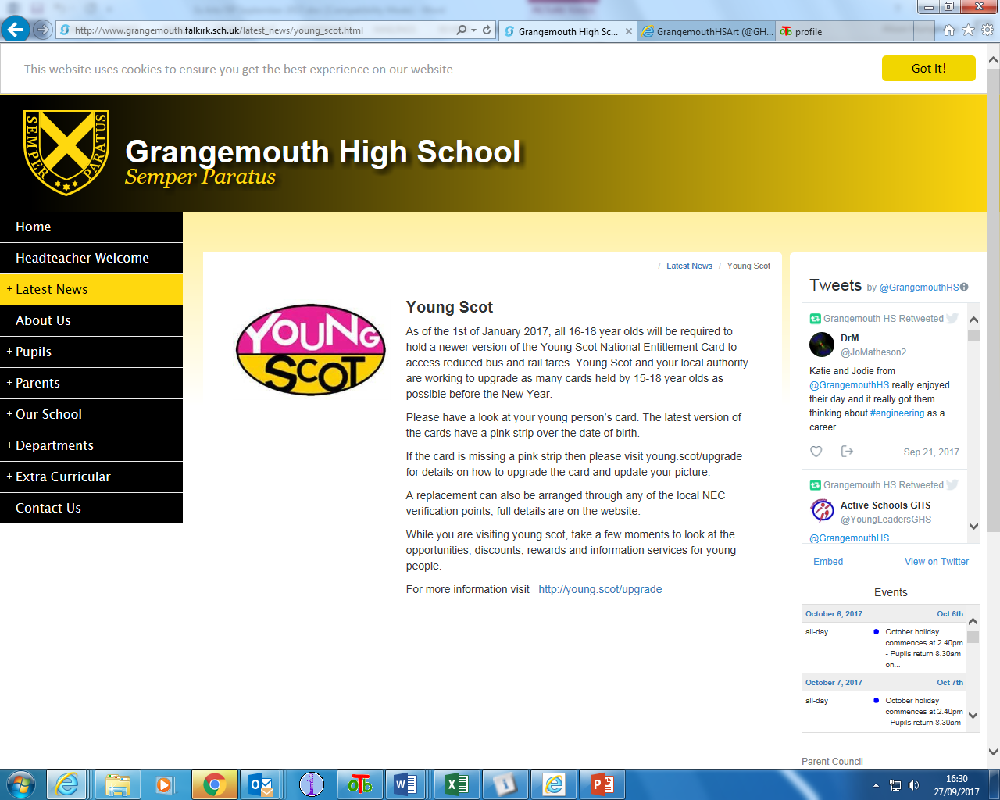 http://www.grangemouth.falkirk.sch.uk/latest_news/young_scot.html
Grangemouth High Sc...
GrangemouthHSArt (@GH...
profile
This website uses cookies to ensure you get the best experience on our website
Got it!
SEMPER PARATUS
Grangemouth High School
Semper Paratus
Home
Headteacher Welcome
+ Latest News
About Us
+ Pupils
+ Parents
+ Our School
+ Departments
+ Extra Curricular
Contact Us
/ Latest News / Young Scot
YOUNG
SCOT
Young Scot
As of the 1st of January 2017, all 16-18 year olds will be required to
hold a newer version of the Young Scot National Entitlement Card to
access reduced bus and rail fares. Young Scot and your local authority
are working to upgrade as many cards held by 15-18 year olds as
possible before the New Year.
Please have a look at your young person's card. The latest version of
the cards have a pink strip over the date of birth.
If the card is missing a pink strip then please visit young.scot/upgrade
for details on how to upgrade the card and update your picture.
A replacement can also be arranged through any of the local NEC
verification points, full details are on the website.
While you are visiting young.scot, take a few moments to look at the
opportunities, discounts, rewards and information services for young
people.
For more information visit http://young.scot/upgrade
Tweets by @GrangemouthHS
Grangemouth HS Retweeted
DrM
@JoMatheson2
Katie and Jodie from
@GrangemouthHS really enjoyed
their day and it really got them
thinking about #engineering as a
career.
Sep 21, 2017
Grangemouth HS Retweeted
Active Schools GHS
@YoungLeadersGHS
@GrangemouthHS
Embed
View on Twitter
Events
October 6, 2017 Oct 6th
all-day October holiday
commences at 2.40pm
- Pupils return 8.30am
on...
October 7, 2017 Oct 7th
all-day October holiday
commences at 2.40pm
- Pupils return 8.30am
Parent Council
16:30
27/09/2017